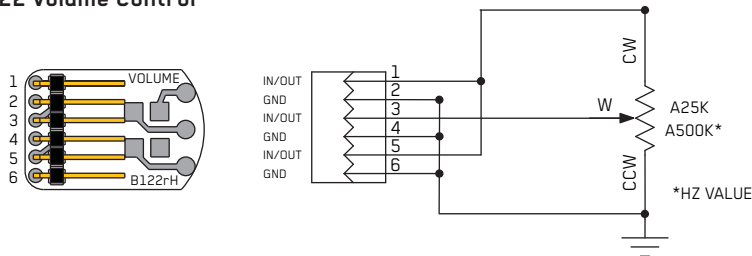 22 Volume Control
1
2
3
4
5
6
VOLUME
B122rH
IN/OUT
GND
IN/OUT
GND
IN/OUT
GND
1
2
3
4
5
6
CW
W
CCW
A25K
A500K*
*HZ VALUE